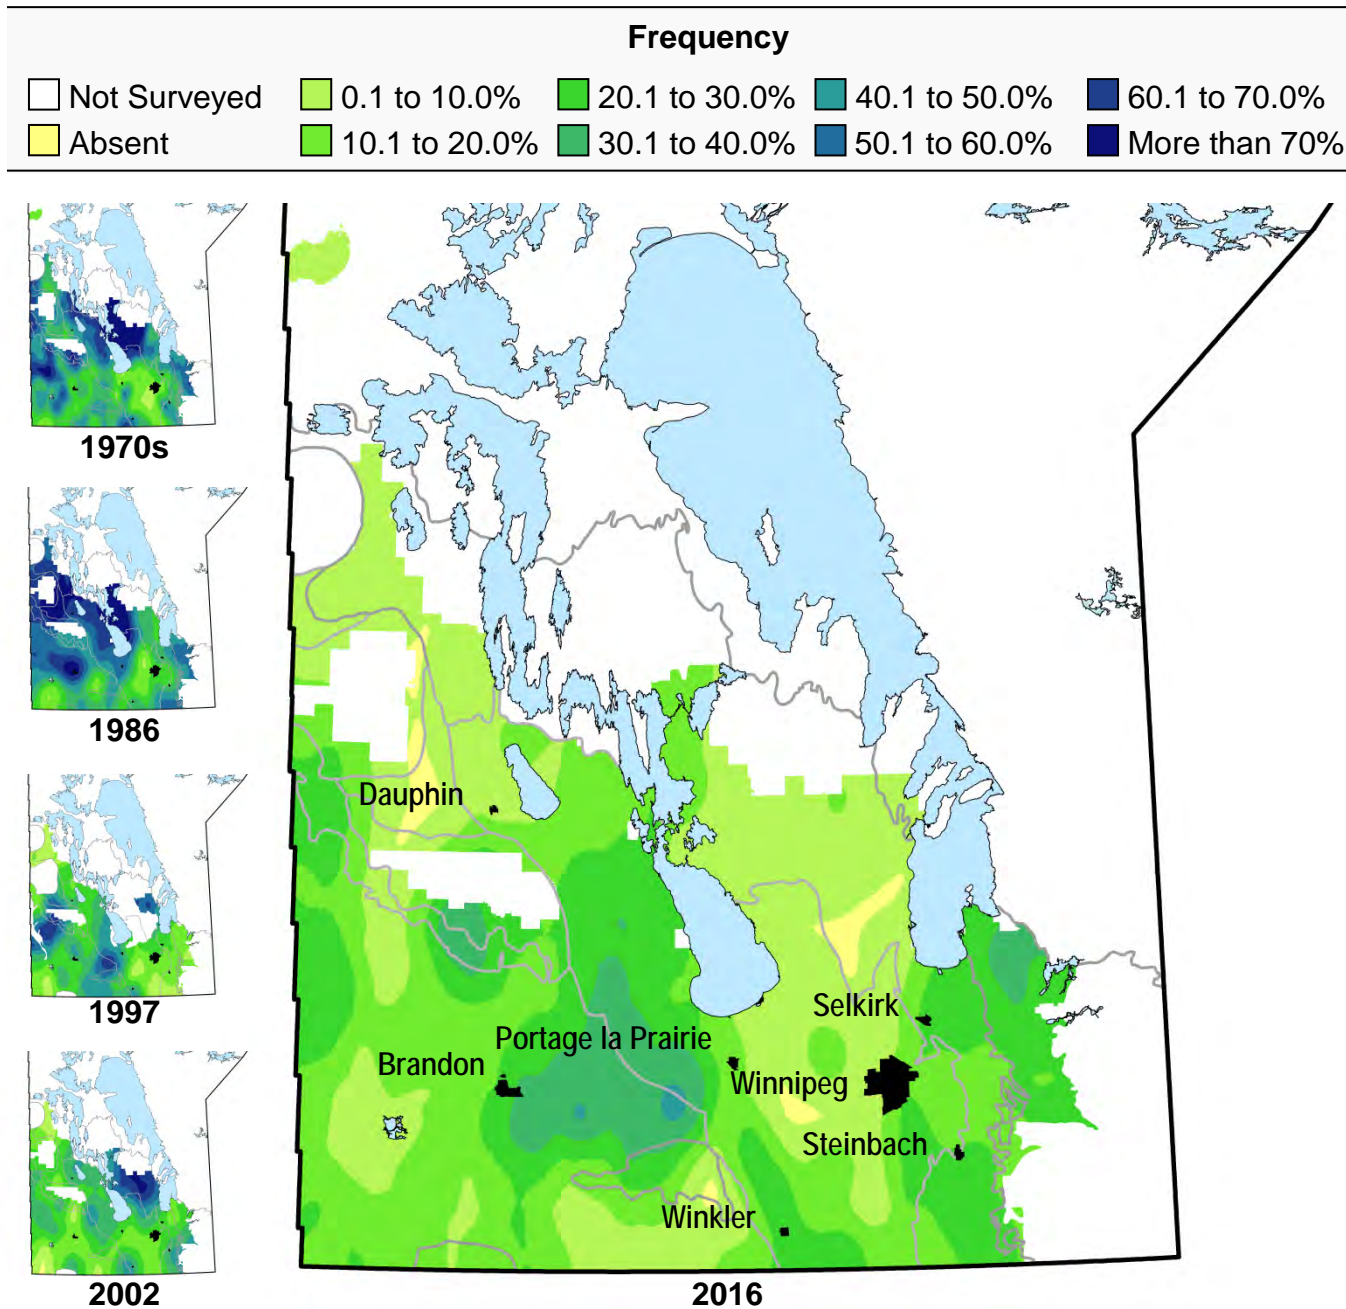 Frequency
Not Surveyed 0.1 to 10.0% 20.1 to 30.0% 40.1 to 50.0% 60.1 to 70.0%
Absent 10.1 to 20.0% 30.1 to 40.0% 50.1 to 60.0% More than 70%
1970s
1986
1997
2002
Dauphin
Selkirk
Portage la Prairie
Brandon
Winnipeg
Steinbach
Winkler
2016